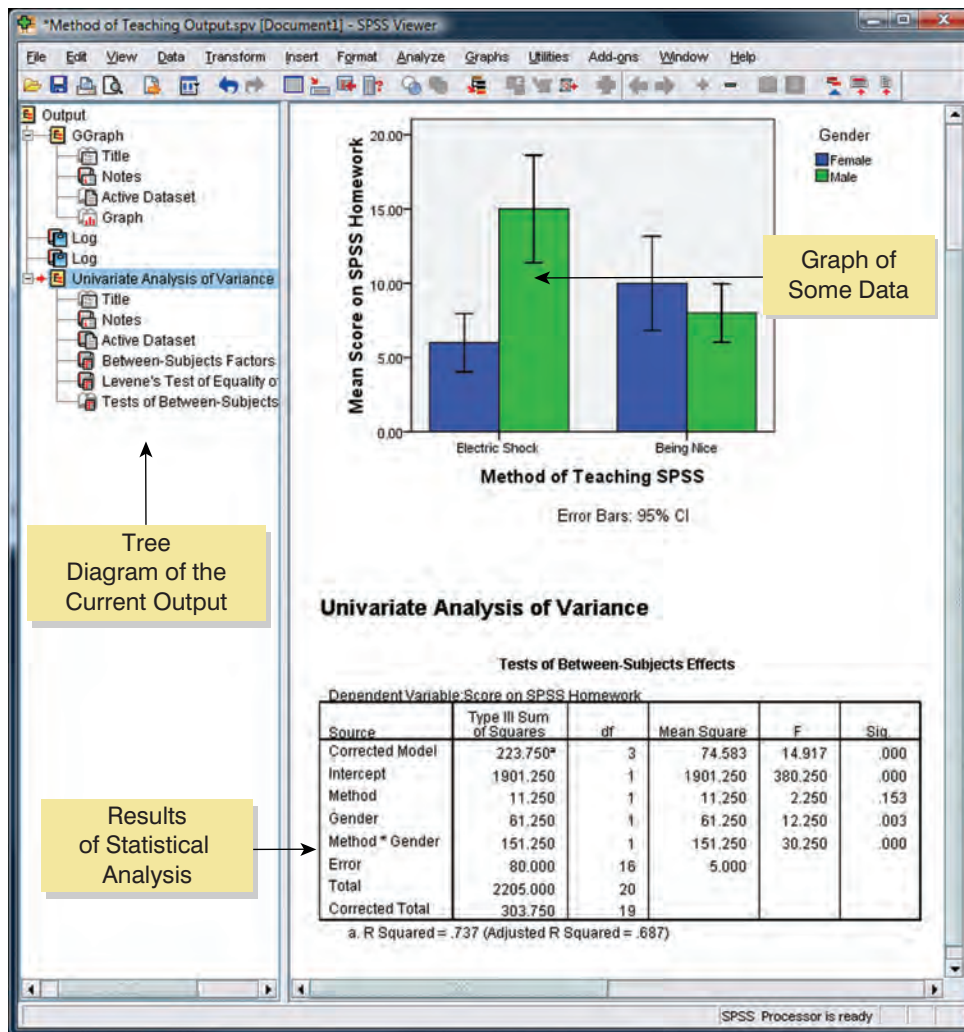 *Method of Teaching Output.spv [Document1] - SPSS Viewer
File Edit View Data Transform Insert Format Analyze Graphs Utilities Add-ons Window Help
Output
GGraph
Title
Notes
Active Dataset
Graph
Log
Log
Univariate Analysis of Variance
Title
Notes
Active Dataset
Between-Subjects Factors
Levene's Test of Equality o
Tests of Between-Subjects
Tree
Diagram of the
Current Output
Results
of Statistical
Analysis
Mean Score on SPSS Homework
20.00
15.00
10.00
5.00
0.00
Electric Shock Being Nice
Method of Teaching SPSS
Error Bars: 95% CI
Gender
Female
Male
Graph of
Some Data
Univariate Analysis of Variance
Tests of Between-Subjects Effects
Dependent Variable:Score on SPSS Homework
Source Type III Sum of Squares df Mean Square F Sig.
Corrected Model 223.750a 3 74.583 14.917 .000
Intercept 1901.250 1 1901.250 380.250 .000
Method 11.250 1 11.250 2.250 .153
Gender 61.250 1 61.250 12.250 .003
Method * Gender 151.250 1 151.250 30.250 .000
Error 80.000 16 5.000
Total 2205.000 20
Corrected Total 303.750 19
a. R Squared = .737 (Adjusted R Squared = .687)
SPSS Processor is ready